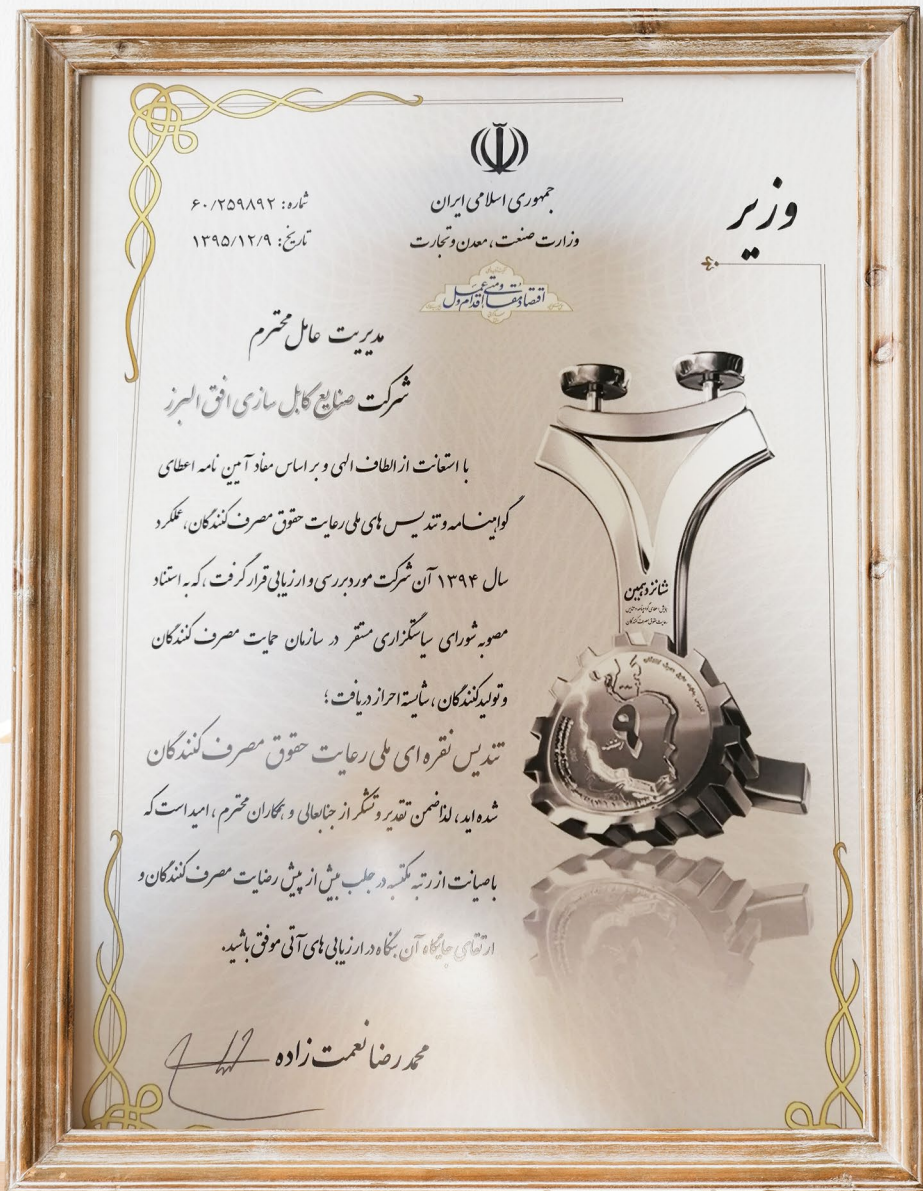 جمهوری اسلامی ایران
وزارت صنعت، معدن و تجارت
وزیر
شماره: ۶۰/۲۵۹۸۹۲
تاریخ: ۱۳۹۵/۱۲/۹
اقتصاد مقاومتی اقدام و عمل
مدیریت عامل محترم
شرکت صنایع کابل سازی افق البرز
با استعانت از الطاف الهی و بر اساس مفاد آیین نامه اعطای
گواهینامه و تندیس های ملی رعایت حقوق مصرف کنندگان، عملکرد
سال ۱۳۹۴ آن شرکت مورد بررسی و ارزیابی قرار گرفت، که به استناد
مصوبه شورای سیاستگزاری مستقر در سازمان حمایت مصرف کنندگان
و تولیدکنندگان، شایسته احراز دریافت؛
تندیس نقره ای ملی رعایت حقوق مصرف کنندگان
شده اید، لذا ضمن تقدیر و تشکر از جنابعالی و همکاران محترم، امید است که
با صیانت از رتبه مکتسبه در جلب بیش از پیش رضایت مصرف کنندگان و
ارتقای جایگاه آن بنگاه در ارزیابی های آتی موفق باشید.
محمدرضا نعمت زاده
شانزدهمین